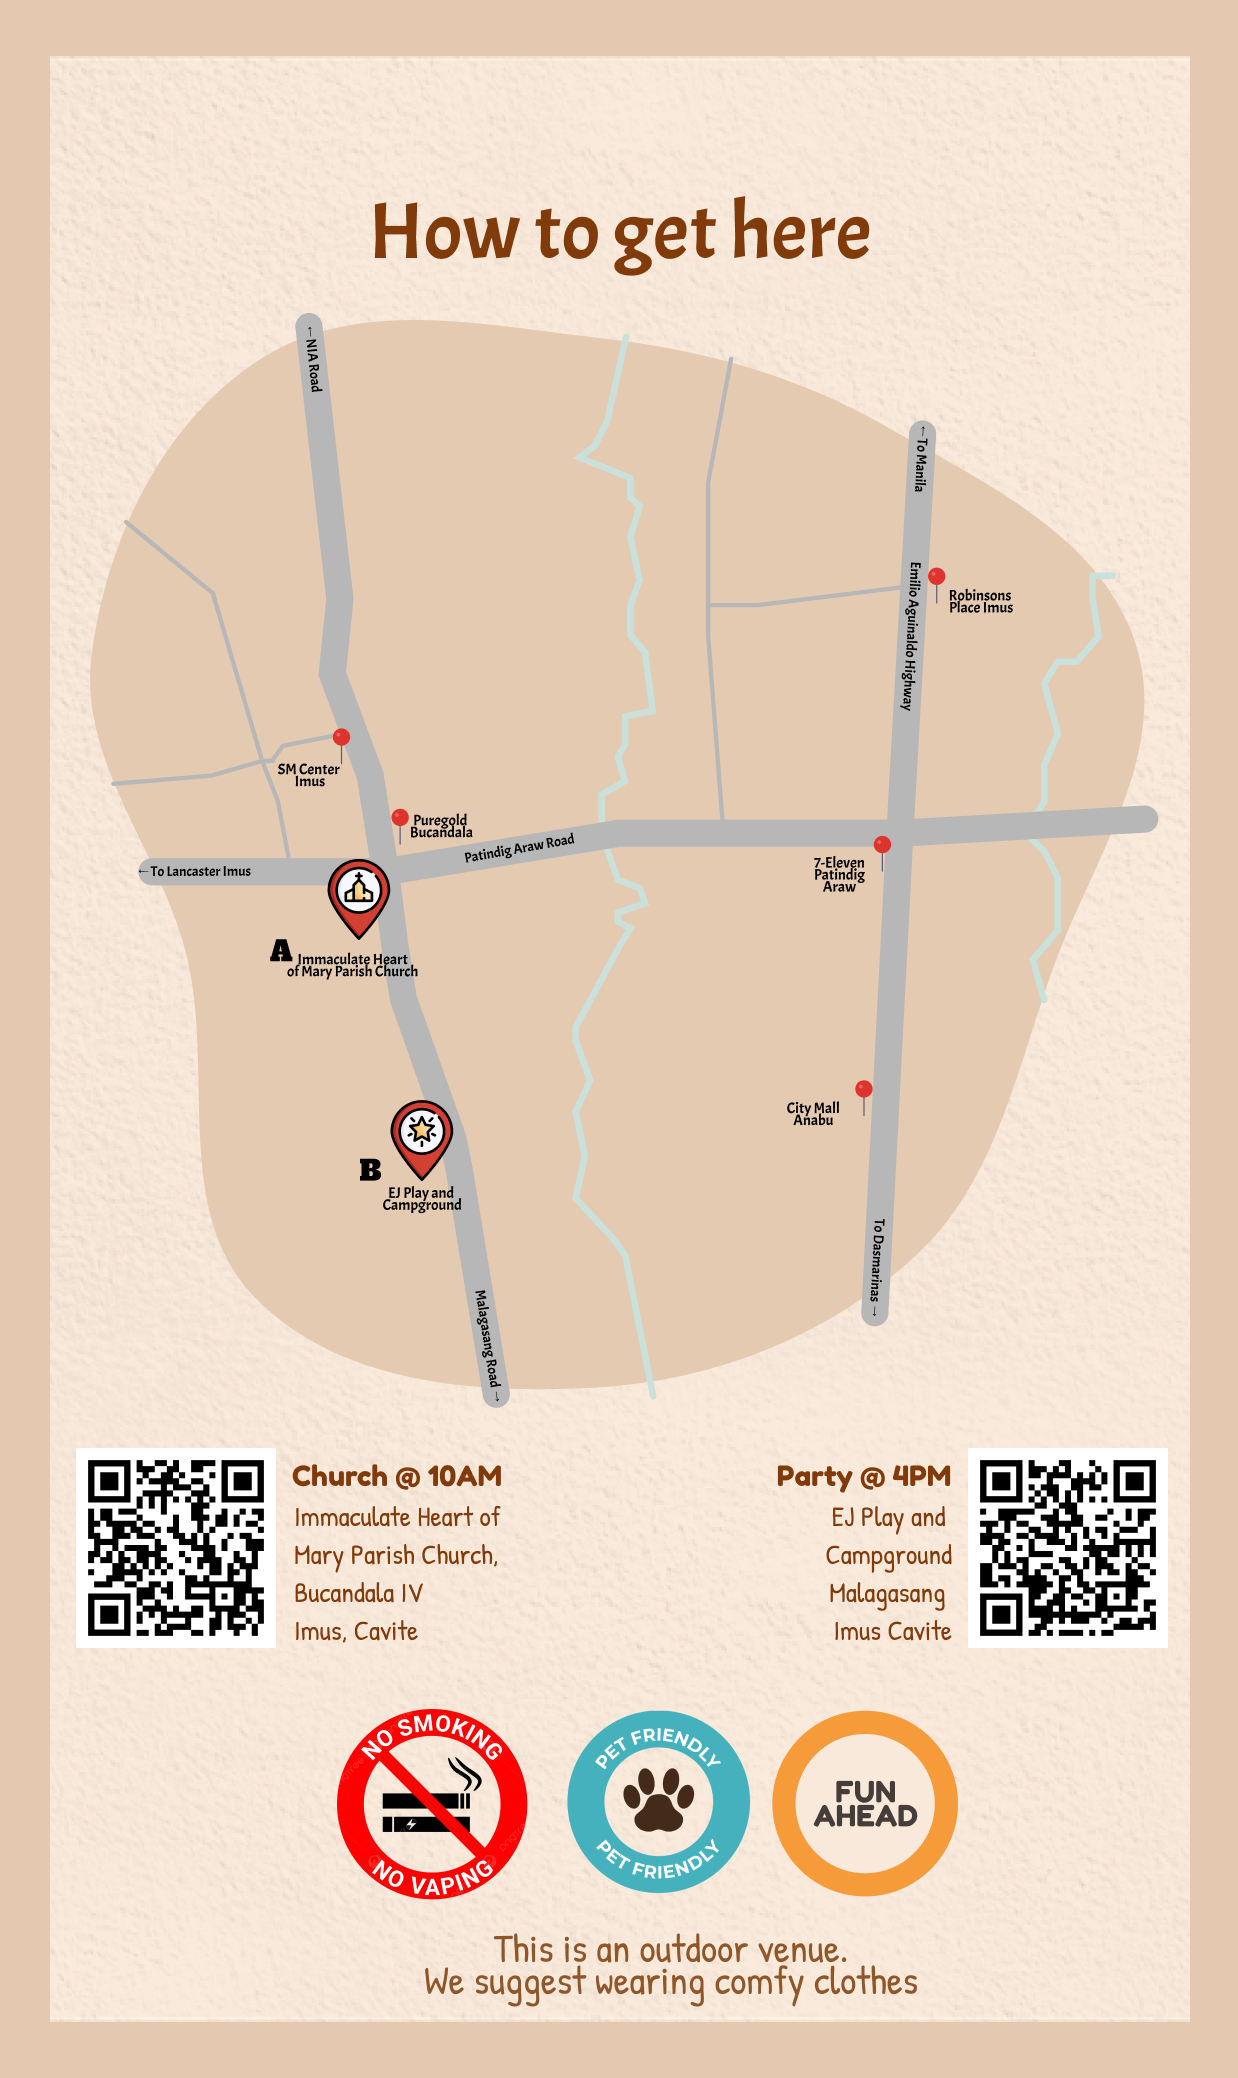 How to get here
← NIA Road
← To Manila
Emilio Aguinaldo Highway
Robinsons
Place Imus
SM Center
Imus
Puregold
Bucandala
Patindig Araw Road
←To Lancaster Imus
7-Eleven
Patindig
Araw
A
Immaculate Heart
of Mary Parish Church
City Mall
Anabu
B
EJ Play and
Campground
To Dasmarinas →
Malagasang Road →
Church @ 10AM
Immaculate Heart of
Mary Parish Church,
Bucandala IV
Imus, Cavite
Party @ 4PM
EJ Play and
Campground
Malagasang
Imus Cavite
NO SMOKING
NO VAPING
PET FRIENDLY
PET FRIENDLY
FUN
AHEAD
This is an outdoor venue.
We suggest wearing comfy clothes